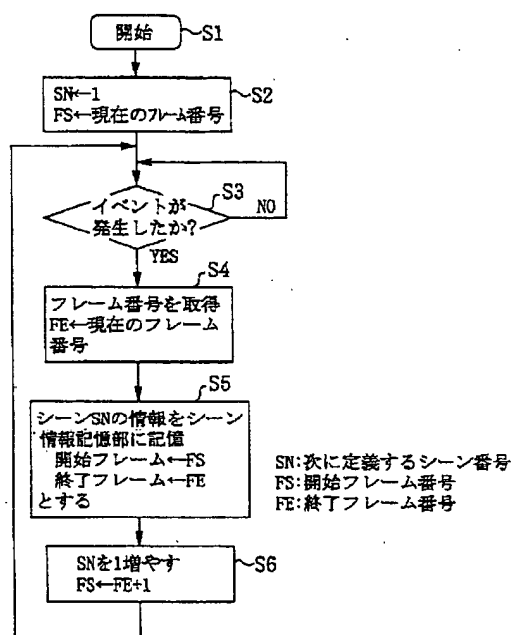 開始
S1
SN←1
FS←現在のフレーム番号
S2
イベントが
発生したか?
S3
NO
YES
S4
フレーム番号を取得
FE←現在のフレーム
番号
S5
シーンSNの情報をシーン
情報記憶部に記憶
開始フレーム←FS
終了フレーム←FE
とする
SN:次に定義するシーン番号
FS:開始フレーム番号
FE:終了フレーム番号
SNを1増やす
FS←FE+1
S6